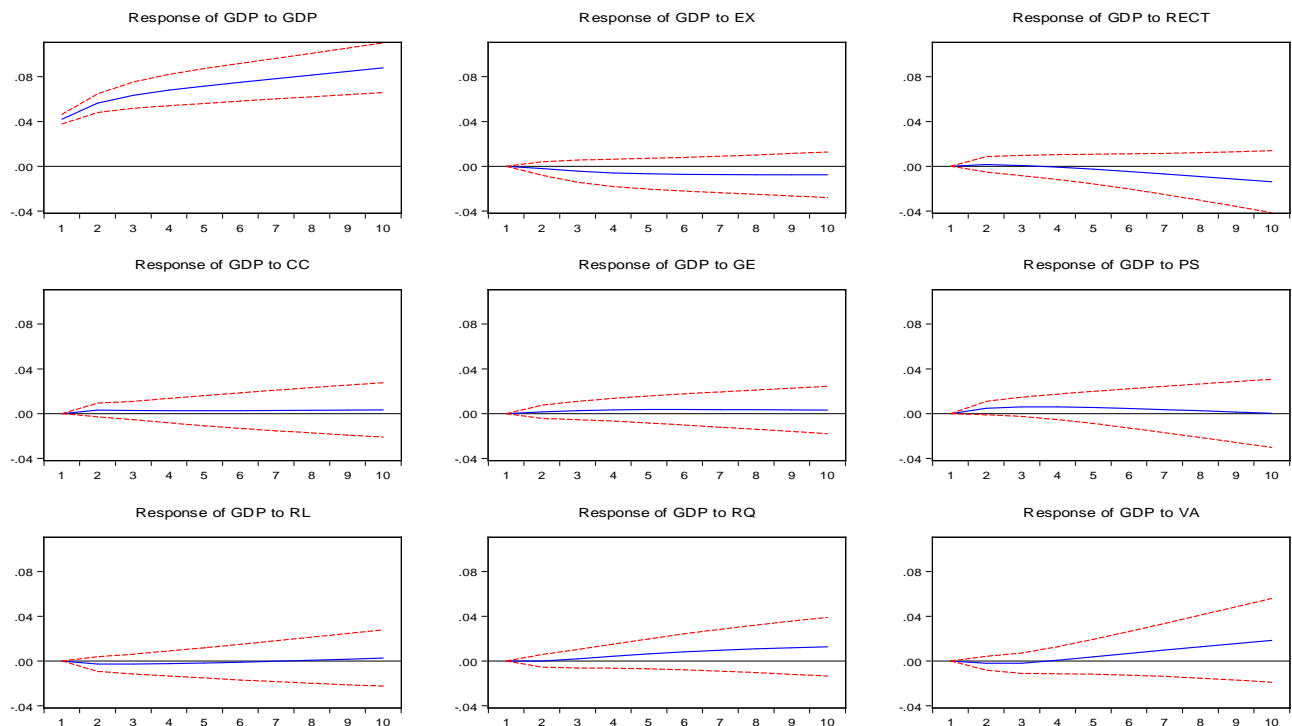 Response of GDP to GDP
Response of GDP to EX
Response of GDP to RECT
.08
.04
.00
-.04
1 2 3 4 5 6 7 8 9 10
.08
.04
.00
-.04
1 2 3 4 5 6 7 8 9 10
.08
.04
.00
-.04
1 2 3 4 5 6 7 8 9 10
Response of GDP to CC
Response of GDP to GE
Response of GDP to PS
.08
.04
.00
-.04
1 2 3 4 5 6 7 8 9 10
.08
.04
.00
-.04
1 2 3 4 5 6 7 8 9 10
.08
.04
.00
-.04
1 2 3 4 5 6 7 8 9 10
Response of GDP to RL
Response of GDP to RQ
Response of GDP to VA
.08
.04
.00
-.04
1 2 3 4 5 6 7 8 9 10
.08
.04
.00
-.04
1 2 3 4 5 6 7 8 9 10
.08
.04
.00
-.04
1 2 3 4 5 6 7 8 9 10